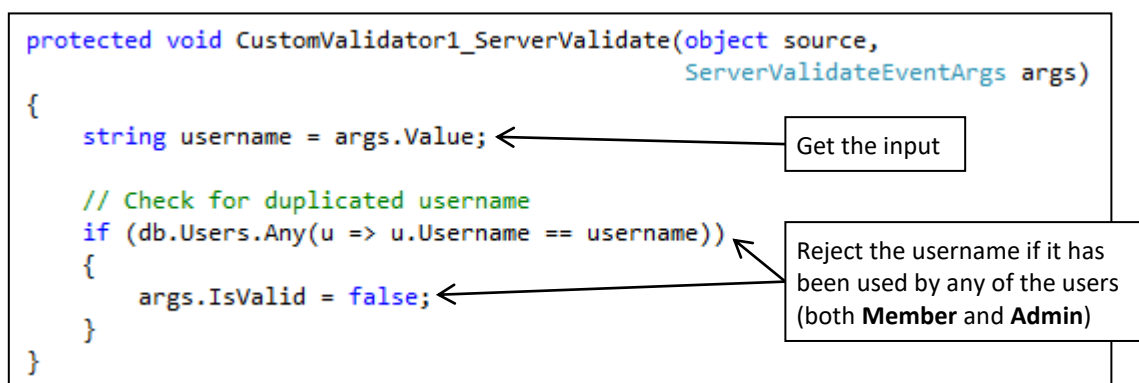 protected void CustomValidator1_ServerValidate(object source,
ServerValidateEventArgs args)
{
string username = args.Value;
Get the input
// Check for duplicated username
if (db.Users.Any(u => u.Username == username))
{
args.IsValid = false;
}
}
Reject the username if it has
been used by any of the users
(both Member and Admin)